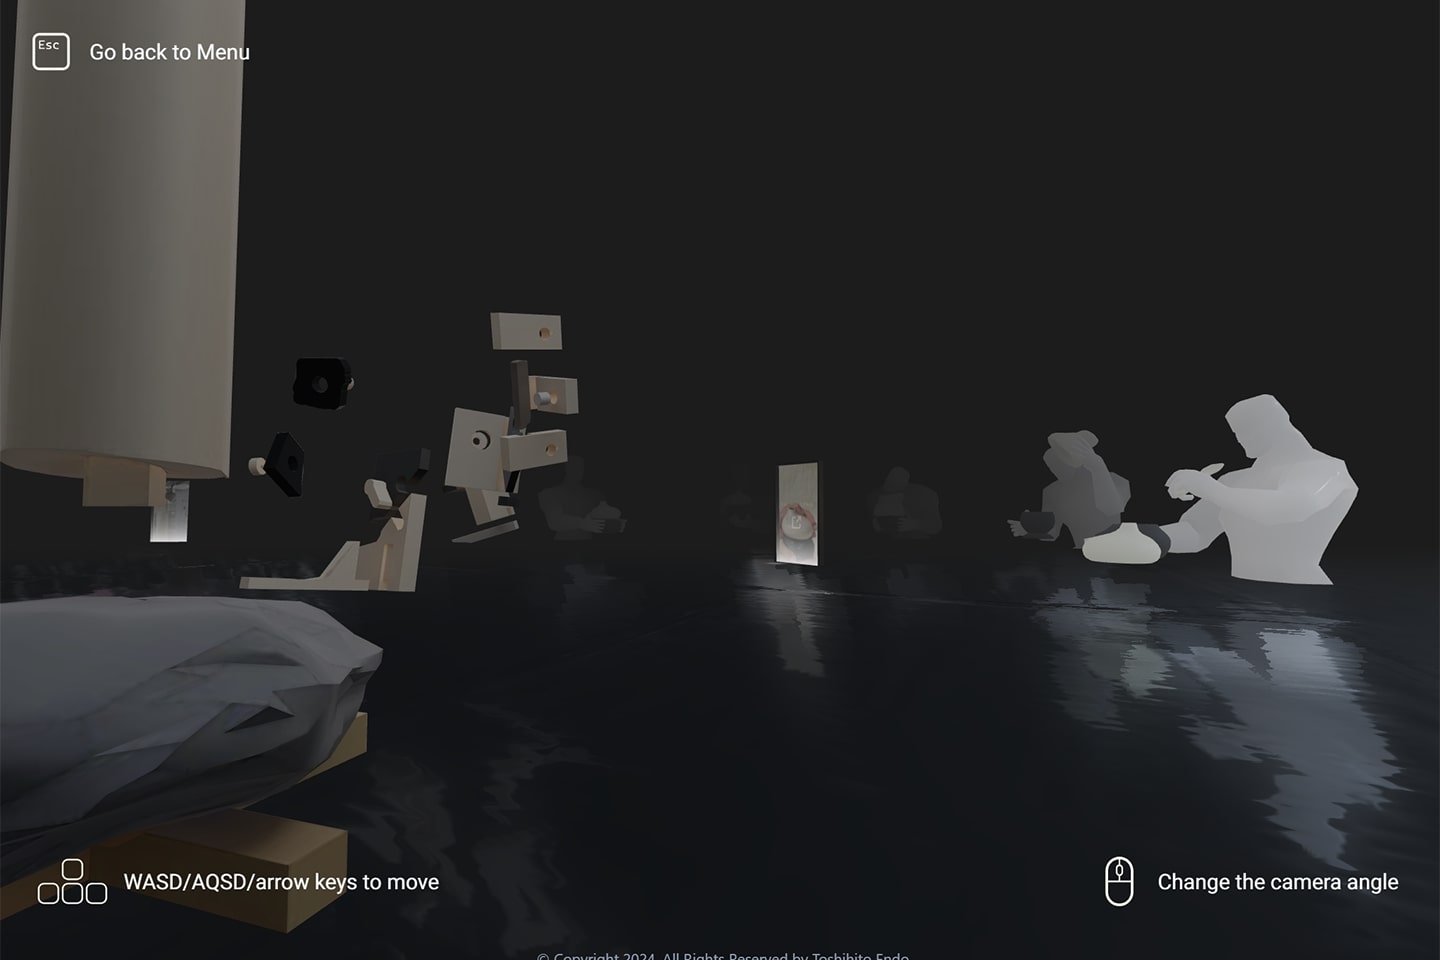 Esc
Go back to Menu
WASD/AQSD/arrow keys to move
Change the camera angle
© Copyright 2024. All Rights Reserved by Toshihito Endo